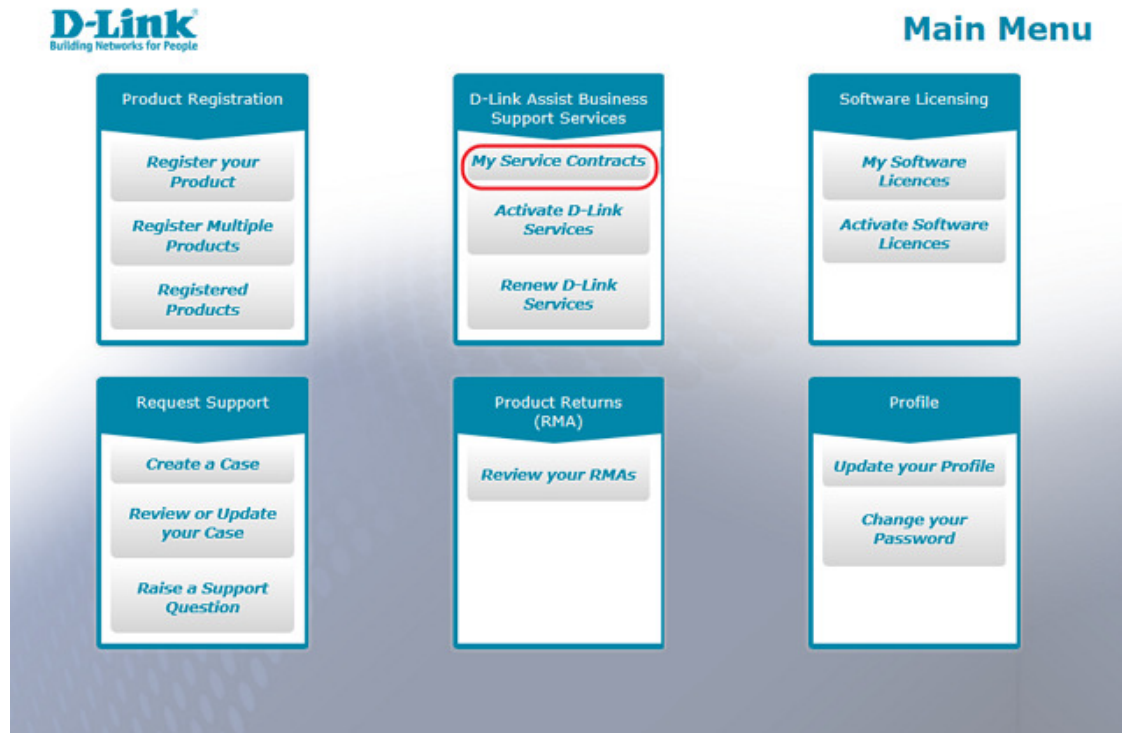 D-Link
Building Networks for People
Main Menu
Product Registration
Register your
Product
Register Multiple
Products
Registered
Products
D-Link Assist Business
Support Services
My Service Contracts
Activate D-Link
Services
Renew D-Link
Services
Software Licensing
My Software
Licences
Activate Software
Licences
Request Support
Create a Case
Review or Update
your Case
Raise a Support
Question
Product Returns
(RMA)
Review your RMAs
Profile
Update your Profile
Change your
Password